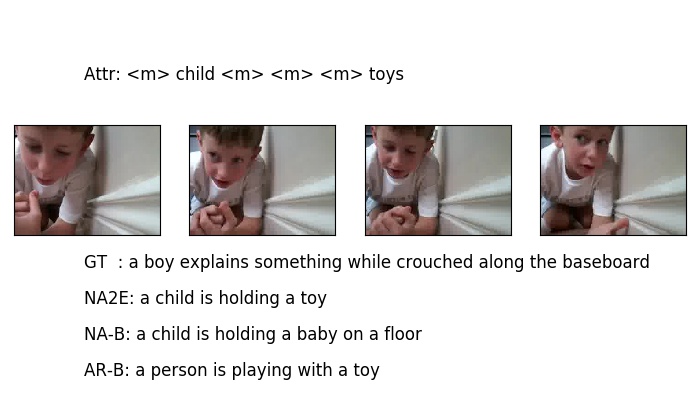 Attr: <m> child <m> <m> <m> toys
GT : a boy explains something while crouched along the baseboard
NA2E: a child is holding a toy
NA-B: a child is holding a baby on a floor
AR-B: a person is playing with a toy